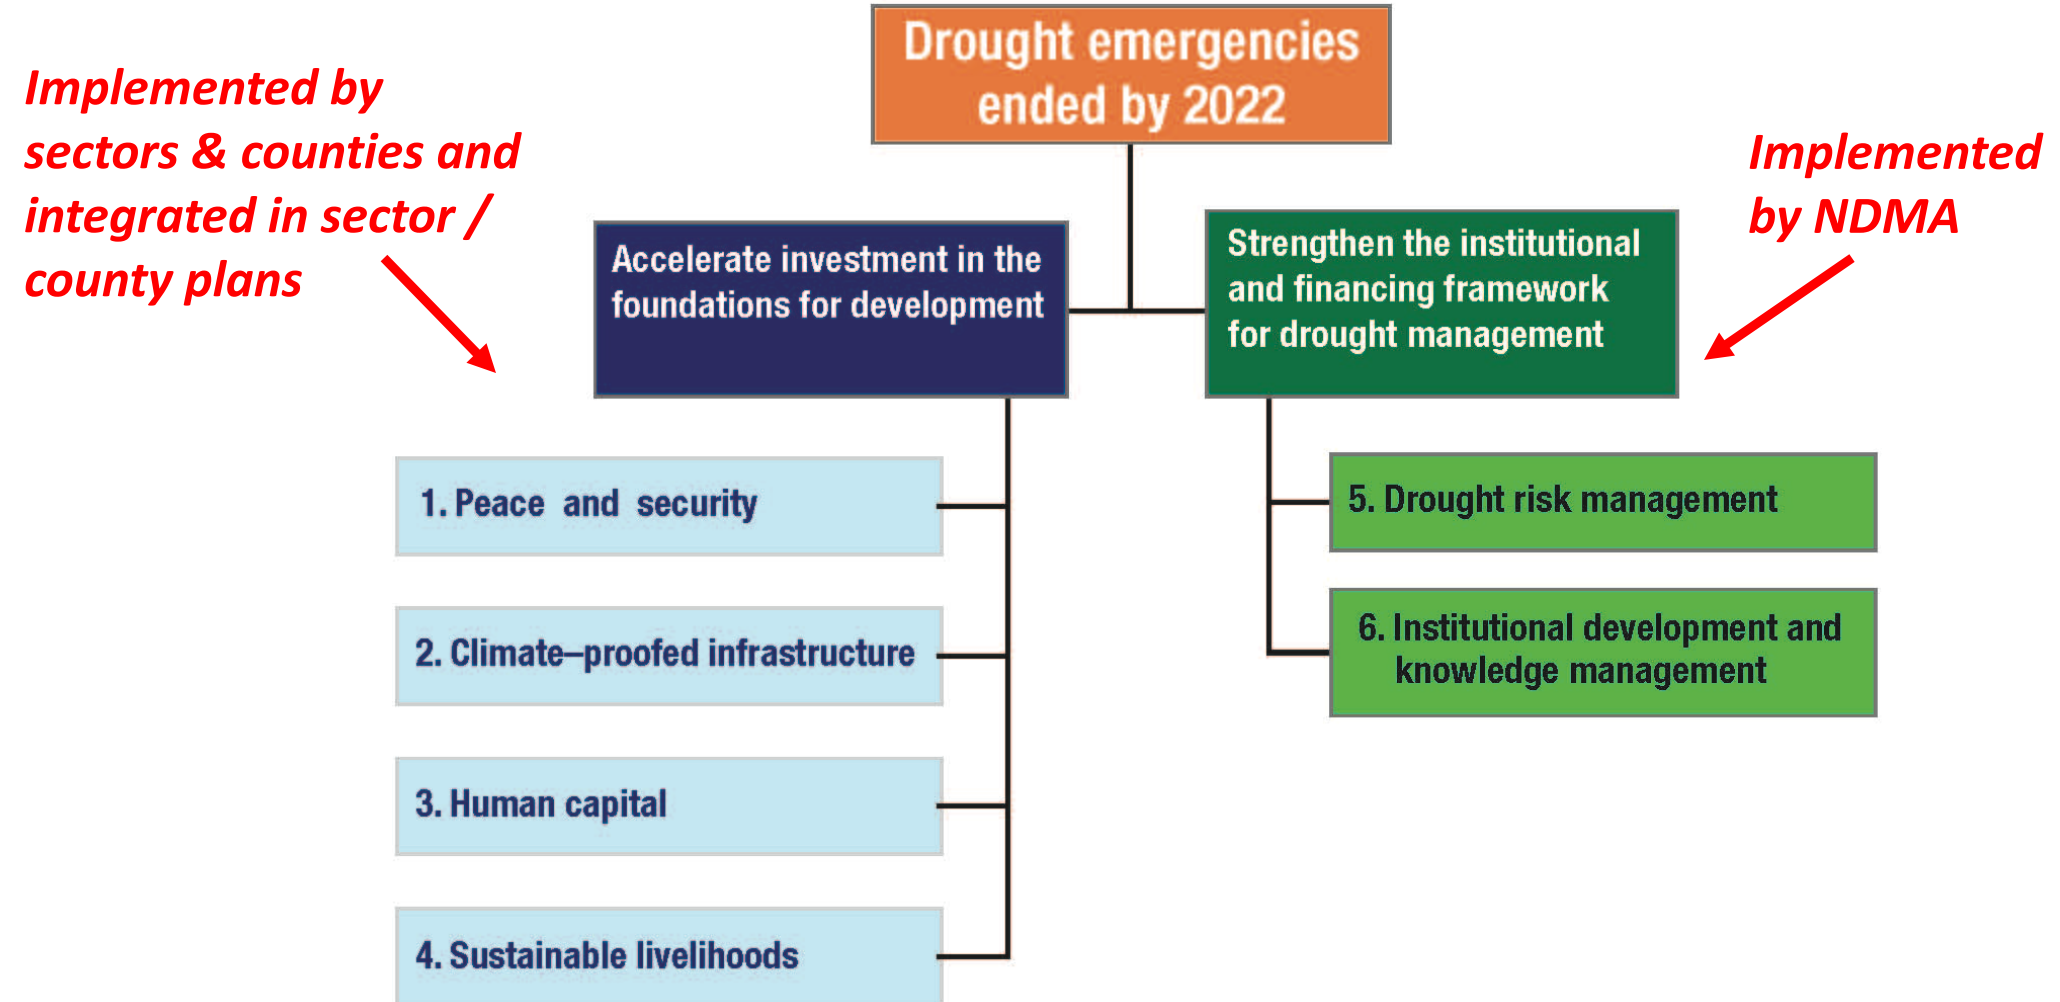 Drought emergencies
ended by 2022
Implemented by
sectors & counties and
integrated in sector /
county plans
Implemented
by NDMA
Accelerate investment in the
foundations for development
Strengthen the institutional
and financing framework
for drought management
1. Peace and security
2. Climate–proofed infrastructure
3. Human capital
4. Sustainable livelihoods
5. Drought risk management
6. Institutional development and
knowledge management